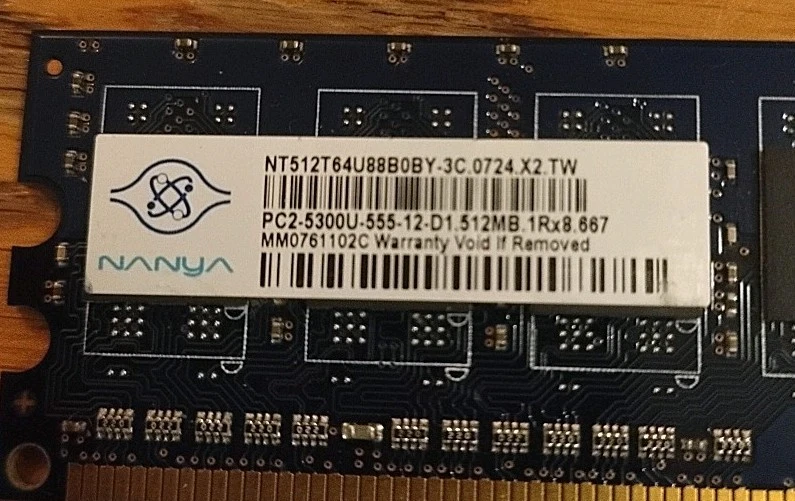 NT512T64U88B0BY-3C.0724.X2.TW
PC2-5300U-555-12-D1.512MB.1Rx8.667
MM0761102C Warranty Void If Removed
NANYA